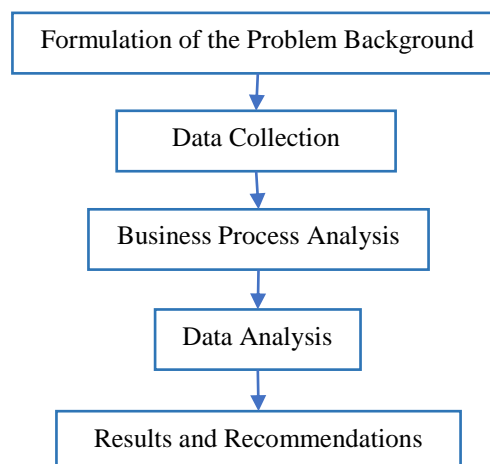 Formulation of the Problem Background
Data Collection
Business Process Analysis
Data Analysis
Results and Recommendations